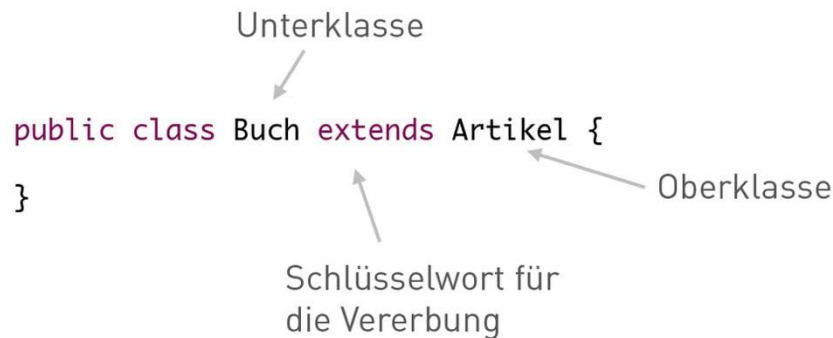 Unterklasse
public class Buch extends Artikel {
}
Oberklasse
Schlüsselwort für
die Vererbung